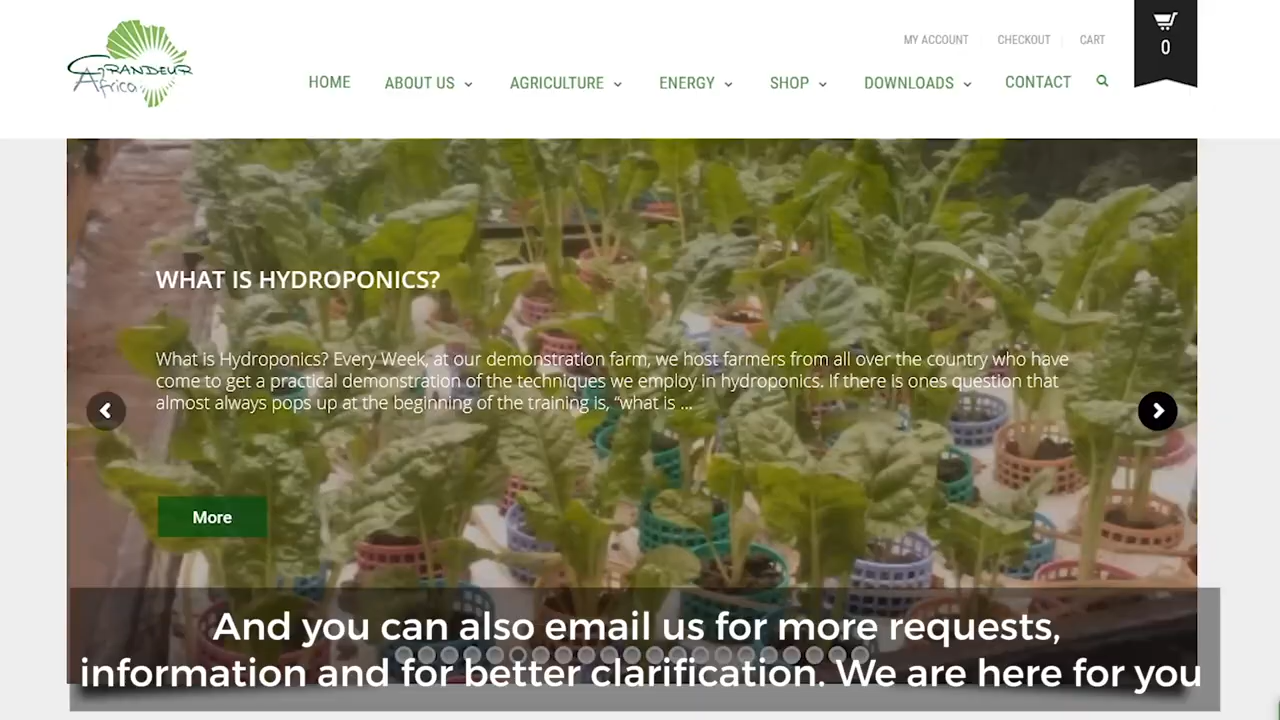 GRANDEUR
Africa
MY ACCOUNT
CHECKOUT
CART
0
HOME
ABOUT US
AGRICULTURE
ENERGY
SHOP
DOWNLOADS
CONTACT
WHAT IS HYDROPONICS?
What is Hydroponics? Every Week, at our demonstration farm, we host farmers from all over the country who have
come to get a practical demonstration of the techniques we employ in hydroponics. If there is ones question that
almost always pops up at the beginning of the training is, “what is ...
More
And you can also email us for more requests,
information and for better clarification. We are here for you